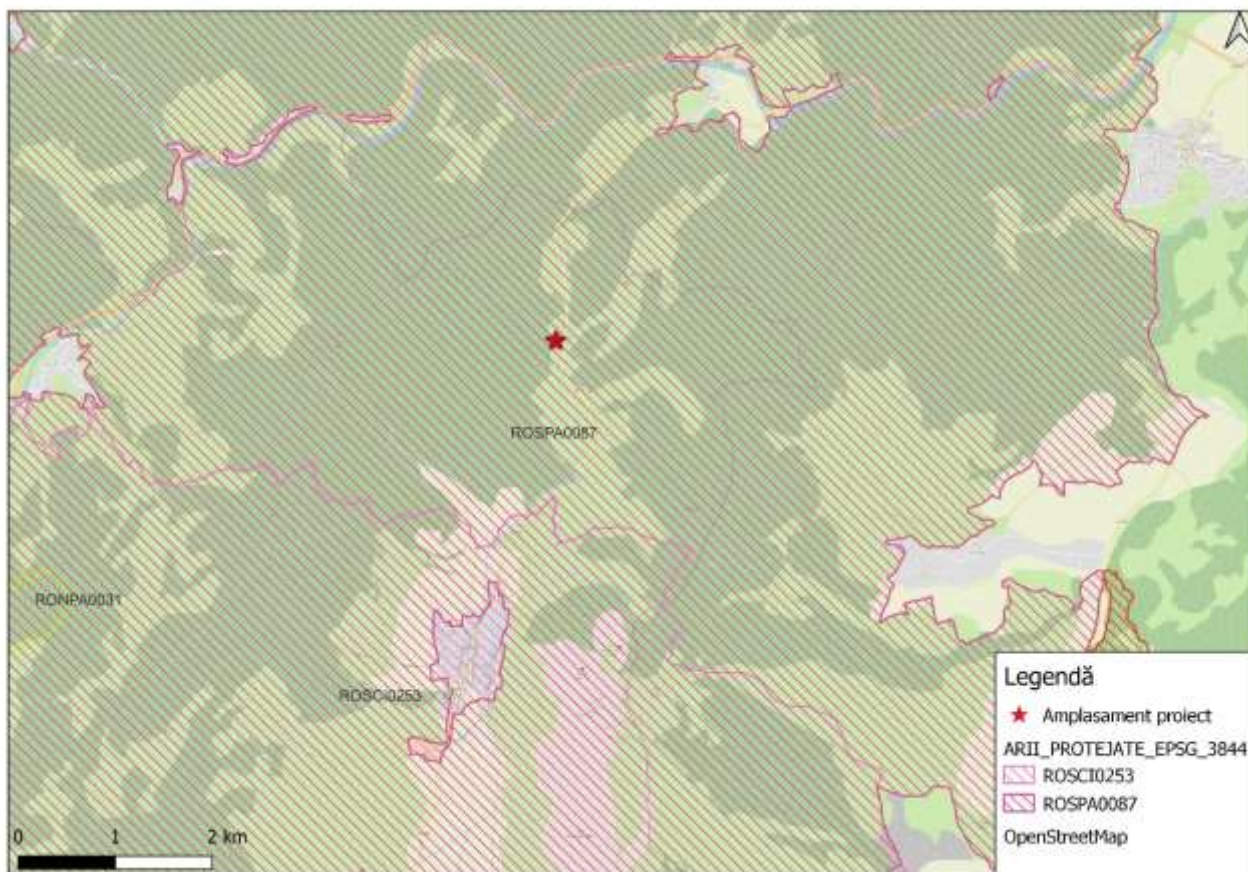 ROSPA0087
RONPA0031
ROSCI0253
Legendă
Amplasament proiect
ARII_PROTEJATE_EPSG_3844
ROSCI0253
ROSPA0087
OpenStreetMap
0 1 2 km